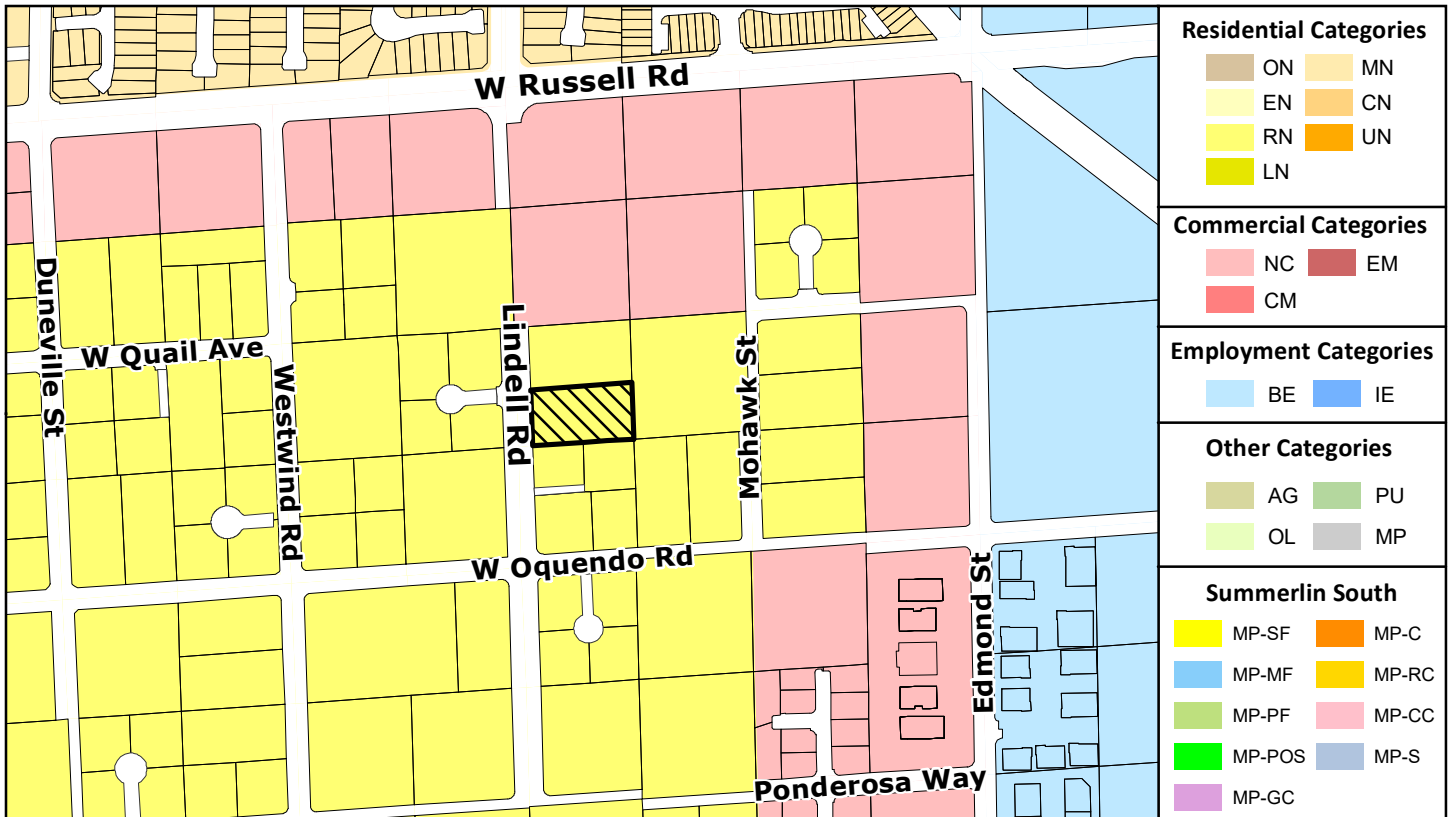 W Russell Rd
Duneville St
W Quail Ave
Westwind Rd
Lindell Rd
Mohawk St
W Oquendo Rd
Edmond St
Ponderosa Way
Residential Categories
ON MN
EN CN
RN UN
LN
Commercial Categories
NC EM
CM
Employment Categories
BE IE
Other Categories
AG PU
OL MP
Summerlin South
MP-SF MP-C
MP-MF MP-RC
MP-PF MP-CC
MP-POS MP-S
MP-GC